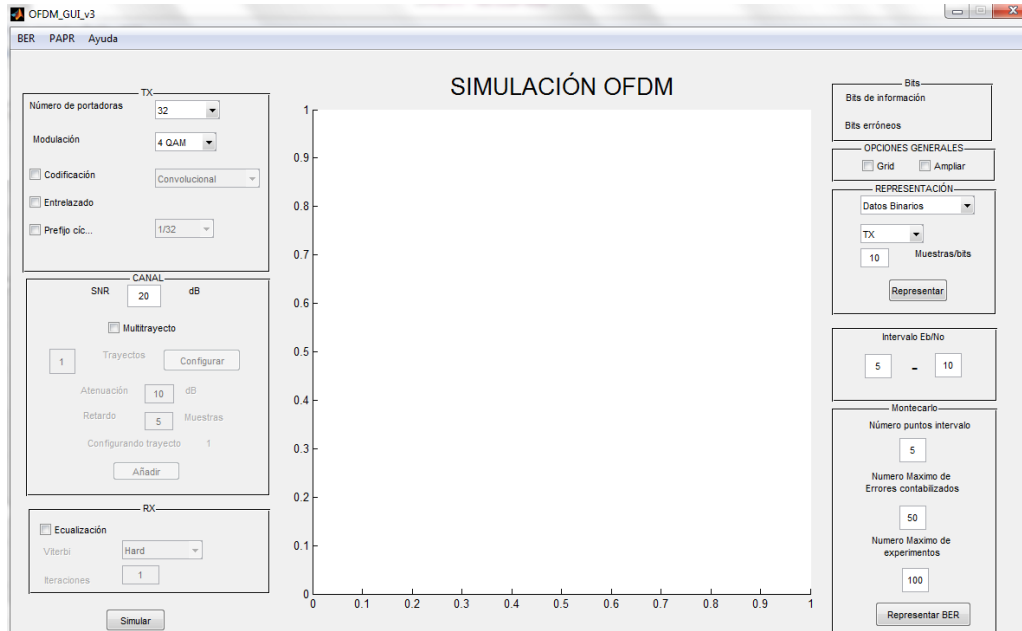 OFDM_GUI_v3
BER PAPR Ayuda
SIMULACIÓN OFDM
TX
Número de portadoras 32
Modulación 4 QAM
Codificación Convolucional
Entrelazado
Prefijo cíc... 1/32
CANAL
SNR 20 dB
Multitrayecto
1 Trayectos Configurar
Atenuación 10 dB
Retardo 5 Muestras
Configurando trayecto 1
Añadir
RX
Ecualización
Viterbi Hard
Iteraciones 1
Simular
1
0.9
0.8
0.7
0.6
0.5
0.4
0.3
0.2
0.1
0
0 0.1 0.2 0.3 0.4 0.5 0.6 0.7 0.8 0.9 1
Bits
Bits de información
Bits erróneos
OPCIONES GENERALES
Grid Ampliar
REPRESENTACIÓN
Datos Binarios
TX
10 Muestras/bits
Representar
Intervalo Eb/No
5 - 10
Montecarlo
Número puntos intervalo
5
Numero Maximo de
Errores contabilizados
50
Numero Maximo de
experimentos
100
Representar BER